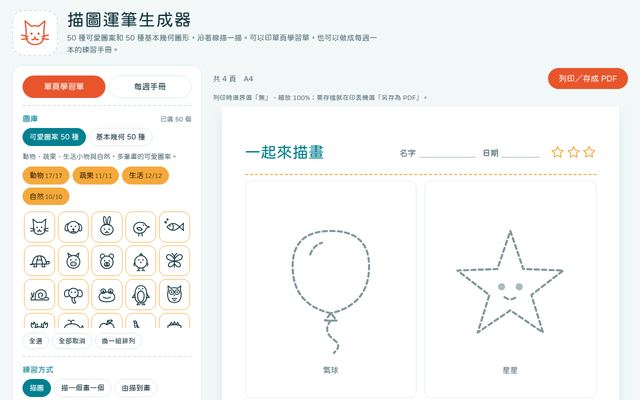 描圖運筆生成器
50 種可愛圖案和 50 種基本幾何圖形，沿著線描一描。可以印單頁學習單，也可以做成每週一
本的練習手冊。
單頁學習單
每週手冊
圖庫
已選 50 個
可愛圖案 50 種
基本幾何 50 種
動物、蔬果、生活小物與自然，多筆畫的可愛圖案。
動物 17/17
蔬果 11/11
生活 12/12
自然 10/10
全選
全部取消
換一組排列
練習方式
描圖
描一個畫一個
由描到畫
共 4 頁 A4
列印／存成 PDF
列印時邊界選「無」、縮放 100%；要存檔就在印表機選「另存為 PDF」。
一起來描畫
名字
日期
氣球
星星